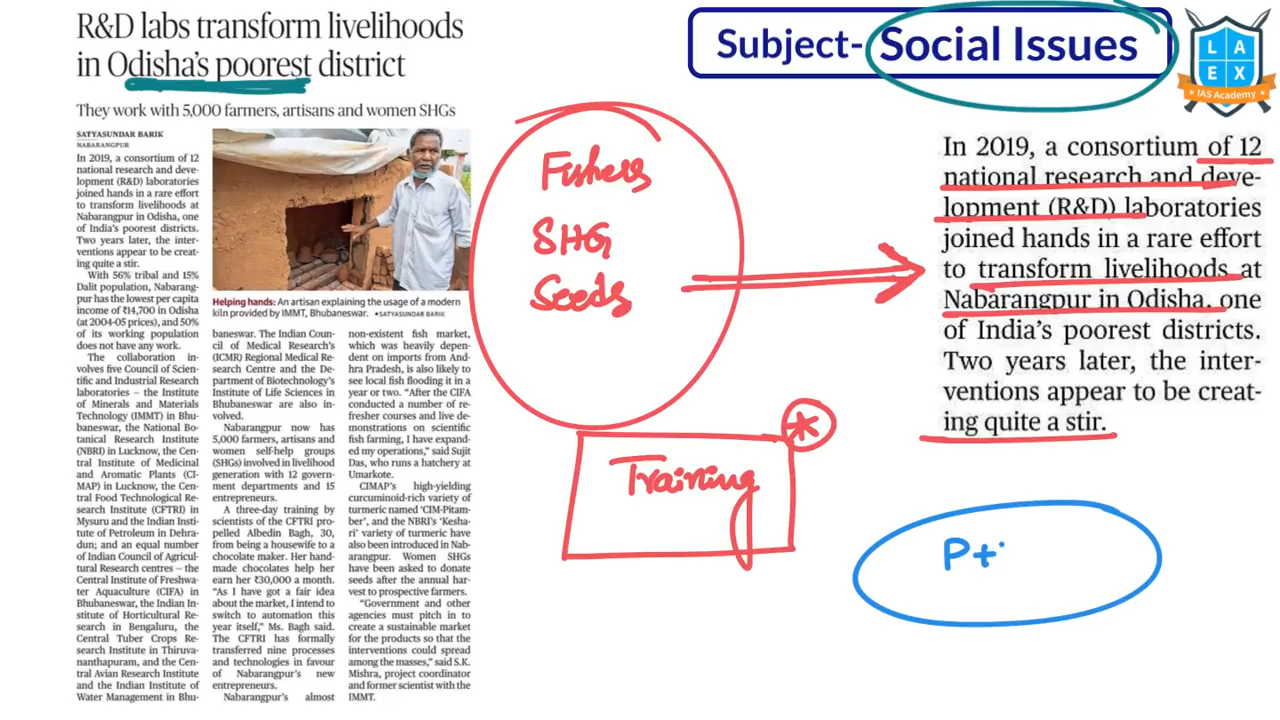 R&D labs transform livelihoods
in Odisha's poorest district
They work with 5,000 farmers, artisans and women SHGs
SATYASUNDAR BARIK
NABARANGPUR
In 2019, a consortium of 12
national research and deve-
lopment (R&D) laboratories
joined hands in a rare effort
to transform livelihoods at
Nabarangpur in Odisha, one
of India's poorest districts.
Two years later, the inter-
ventions appear to be creat-
ing quite a stir.
With 56% tribal and 15%
Dalit population, Nabarang-
pur has the lowest per capita
income of ₹14,700 in Odisha
(at 2004-05 prices), and 50%
of its working population
does not have any work.
The collaboration in-
volves five Council of Scien-
tific and Industrial Research
laboratories – the Institute
of Minerals and Materials
Technology (IMMT) in Bhu-
baneswar, the National Bo-
tanical Research Institute
(NBRI) in Lucknow, the Cen-
tral Institute of Medicinal
and Aromatic Plants (CI-
MAP) in Lucknow, the Cen-
tral Food Technological Re-
search Institute (CFTRI) in
Mysuru and the Indian Insti-
tute of Petroleum in Dehra-
dun; and an equal number
of Indian Council of Agricul-
tural Research centres – the
Central Institute of Freshwa-
ter Aquaculture (CIFA) in
Bhubaneswar, the Indian In-
stitute of Horticultural Re-
search in Bengaluru, the
Central Tuber Crops Re-
search Institute in Thiruva-
nanthapuram, and the Cen-
tral Avian Research Institute
and the Indian Institute of
Water Management in Bhu-
Helping hands: An artisan explaining the usage of a modern
kiln provided by IMMT, Bhubaneswar. •SATYASUNDAR BARIK
baneswar. The Indian Coun-
cil of Medical Research's
(ICMR) Regional Medical Re-
search Centre and the De-
partment of Biotechnology's
Institute of Life Sciences in
Bhubaneswar are also in-
volved.
Nabarangpur now has
5,000 farmers, artisans and
women self-help groups
(SHGs) involved in livelihood
generation with 12 govern-
ment departments and 15
entrepreneurs.
A three-day training by
scientists of the CFTRI pro-
pelled Albedin Bagh, 30,
from being a housewife to a
chocolate maker. Her hand-
made chocolates help her
earn her ₹30,000 a month.
"As I have got a fair idea
about the market, I intend to
switch to automation this
year itself," Ms. Bagh said.
The CFTRI has formally
transferred nine processes
and technologies in favour
of Nabarangpur's new
entrepreneurs.
Nabarangpur's almost
non-existent fish market,
which was heavily depen-
dent on imports from An-
dhra Pradesh, is also likely to
see local fish flooding it in a
year or two. "After the CIFA
conducted a number of re-
fresher courses and live de-
monstrations on scientific
fish farming, I have expand-
ed my operations," said Sujit
Das, who runs a hatchery at
Umarkote.
CIMAP's high-yielding
curcuminoid-rich variety of
turmeric named 'CIM-Pitam-
ber', and the NBRI's 'Kesha-
ri' variety of turmeric have
also been introduced in Nab-
arangpur. Women SHGs
have been asked to donate
seeds after the annual har-
vest to prospective farmers.
"Government and other
agencies must pitch in to
create a sustainable market
for the products so that the
interventions could spread
among the masses," said S.K.
Mishra, project coordinator
and former scientist with the
IMMT.
Fishery
SHG
Seeds
Training
*
Subject- Social Issues
LAEX
IAS Academy
In 2019, a consortium of 12
national research and deve-
lopment (R&D) laboratories
joined hands in a rare effort
to transform livelihoods at
Nabarangpur in Odisha, one
of India's poorest districts.
Two years later, the inter-
ventions appear to be creat-
ing quite a stir.
P+